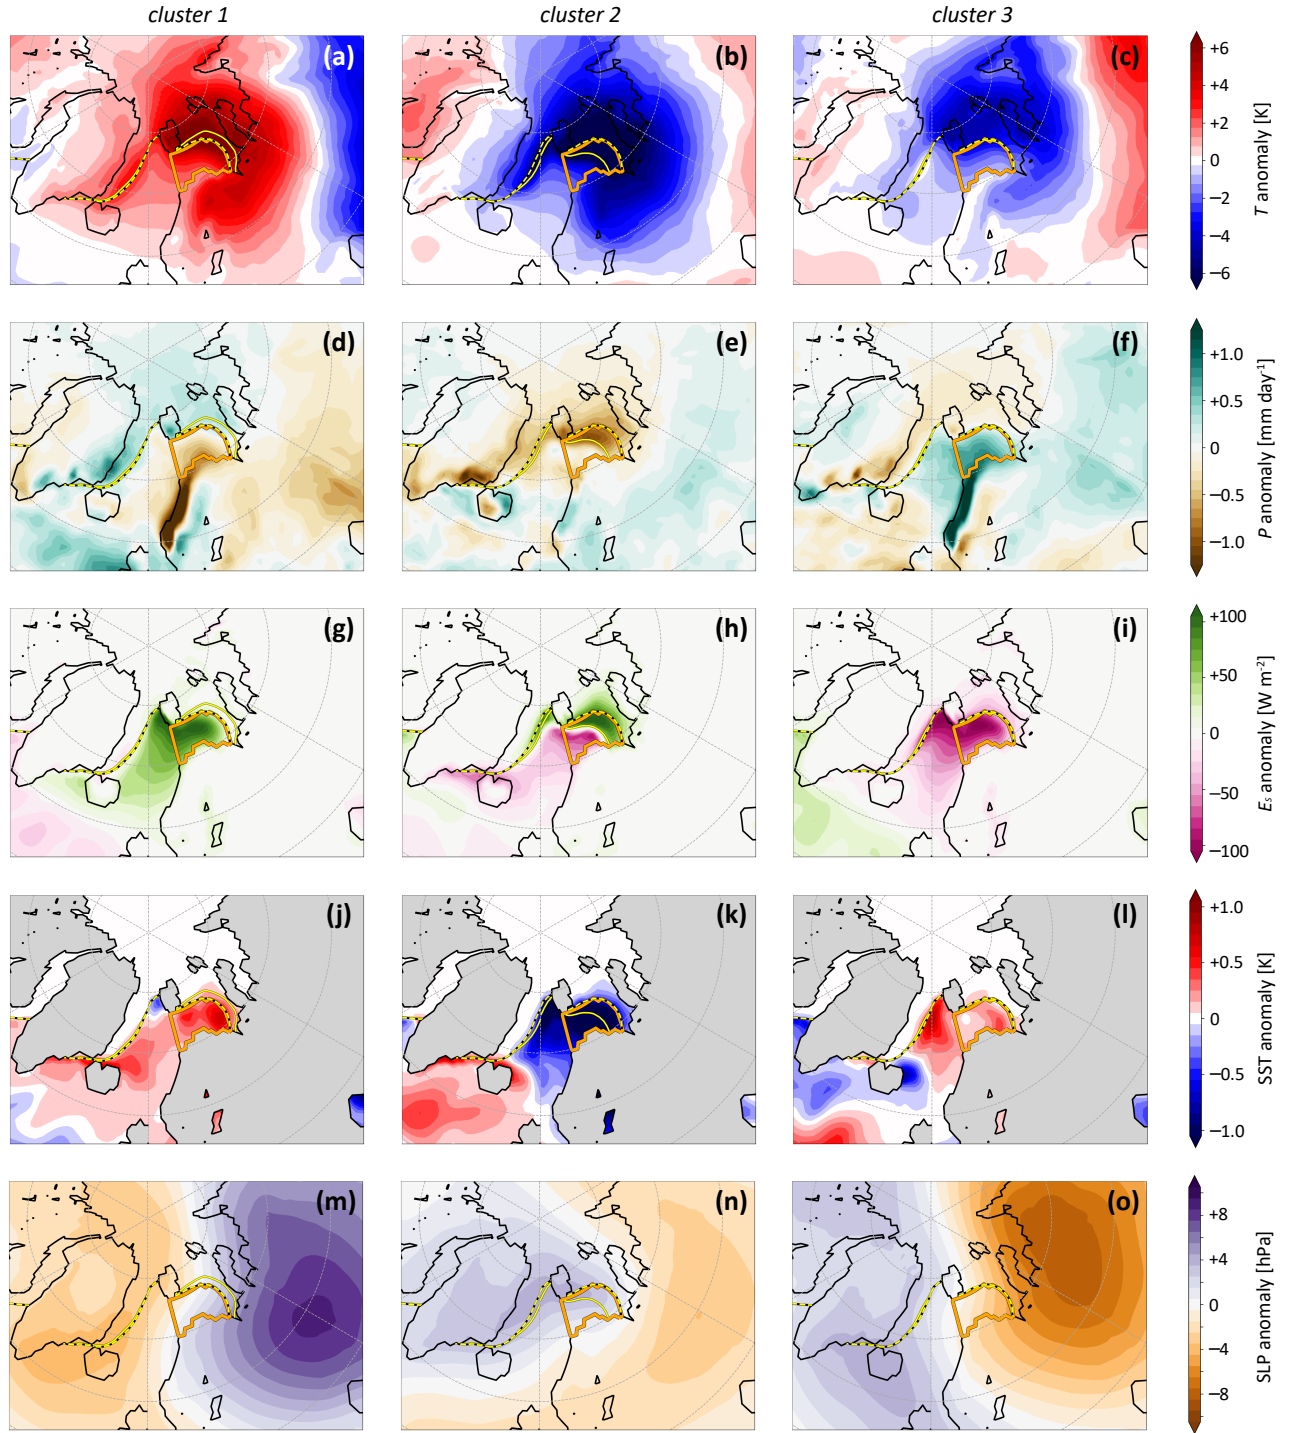 cluster 1 cluster 2 cluster 3
(a) (b) (c)
+6
+4
+2
0
−2
−4
−6
T anomaly [K]
(d) (e) (f)
+1.0
+0.5
0
−0.5
−1.0
P anomaly [mm day⁻¹]
(g) (h) (i)
+100
+50
0
−50
−100
Eₛ anomaly [W m⁻²]
(j) (k) (l)
+1.0
+0.5
0
−0.5
−1.0
SST anomaly [K]
(m) (n) (o)
+8
+4
0
−4
−8
SLP anomaly [hPa]